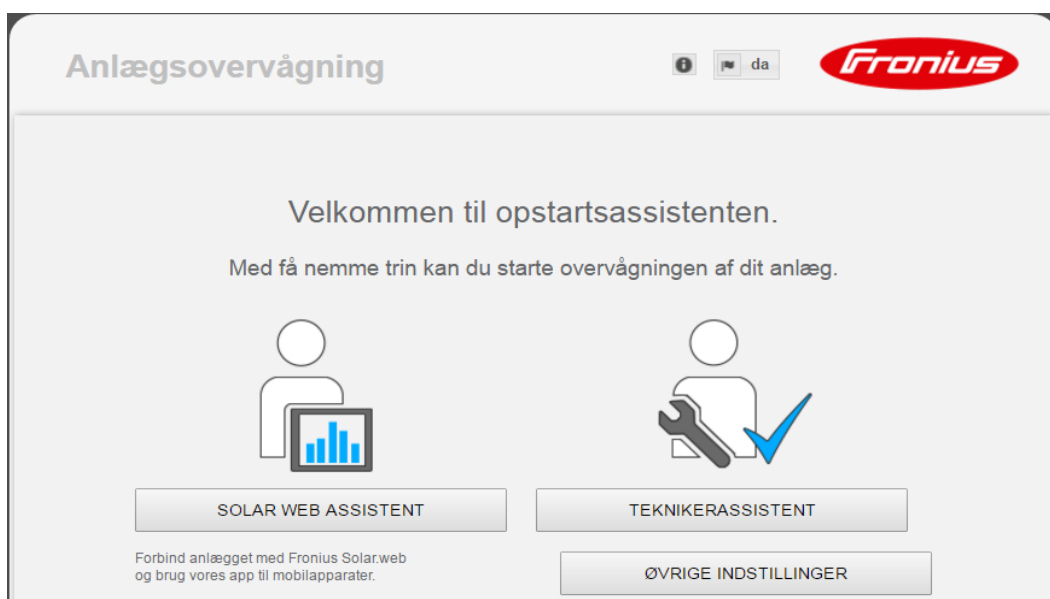 Anlægsovervågning
da
Fronius
Velkommen til opstartsassistenten.
Med få nemme trin kan du starte overvågningen af dit anlæg.
SOLAR WEB ASSISTENT
TEKNIKERASSISTENT
Forbind anlægget med Fronius Solar.web
og brug vores app til mobilapparater.
ØVRIGE INDSTILLINGER